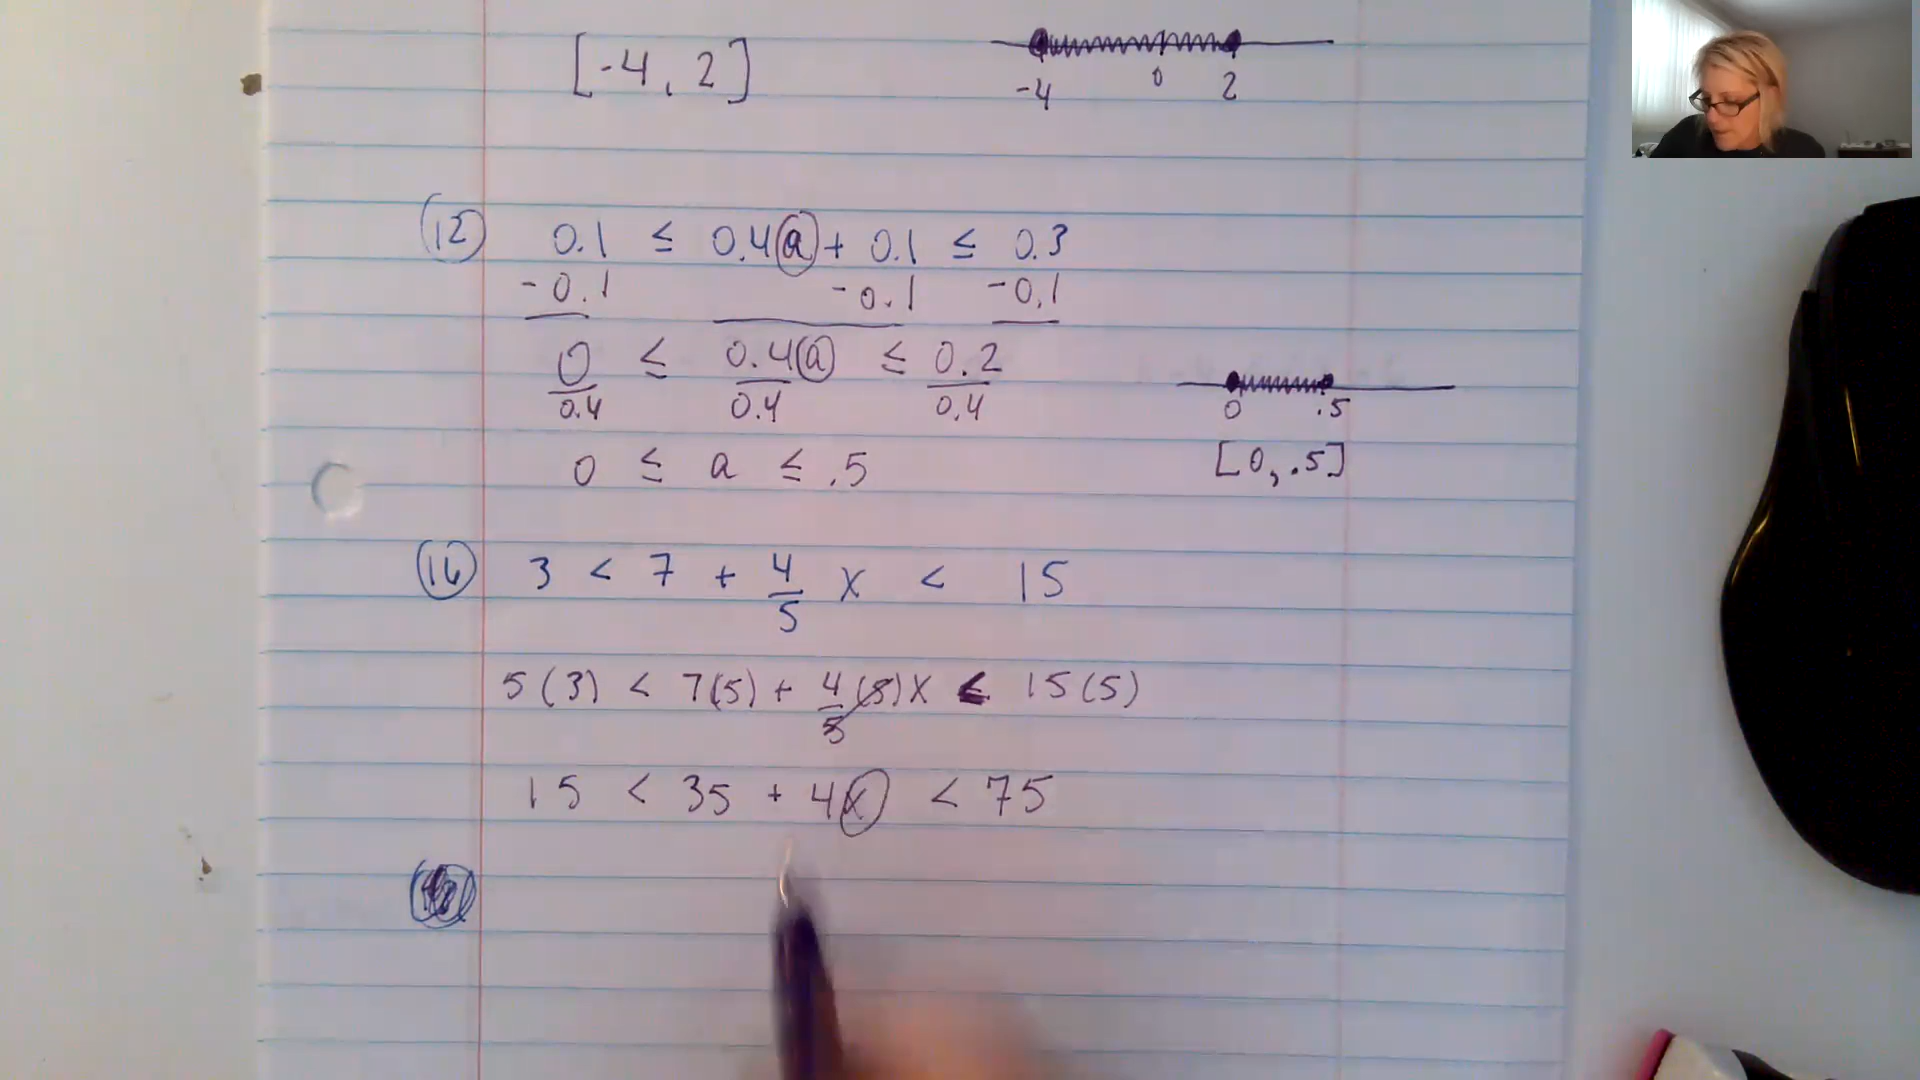 [-4, 2]
-4 0 2
(12) 0.1 ≤ 0.4a + 0.1 ≤ 0.3
-0.1 -0.1 -0.1
0 ≤ 0.4a ≤ 0.2
0.4 0.4 0.4
0 .5
0 ≤ a ≤ .5
[0, .5]
(16) 3 < 7 + 4/5 x < 15
5(3) < 7(5) + 4/5(5)x < 15(5)
15 < 35 + 4x < 75